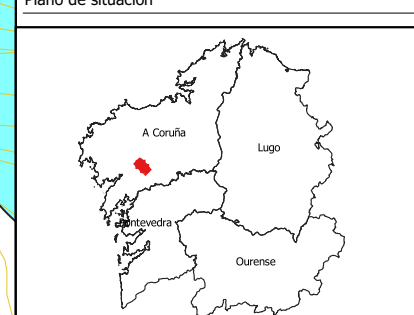 Plano de situación
A Coruña
Lugo
Pontevedra
Ourense